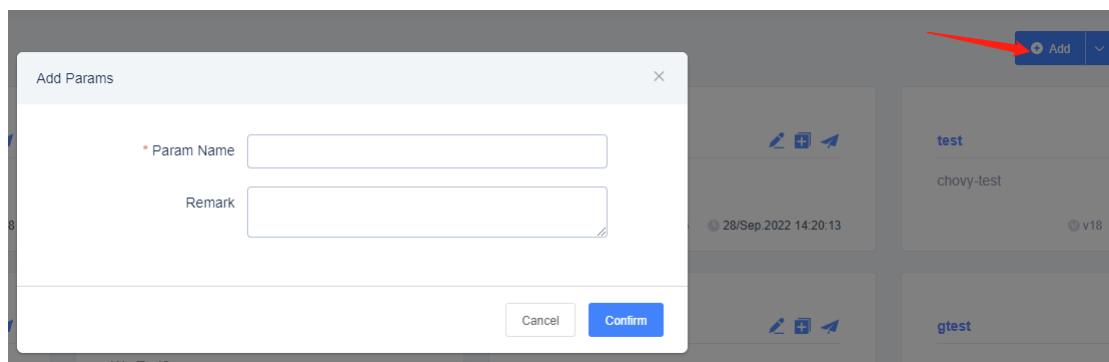 Add
Add Params
* Param Name
test
chovy-test
Remark
8
28/Sep.2022 14:20:13
v18
Cancel
Confirm
gtest